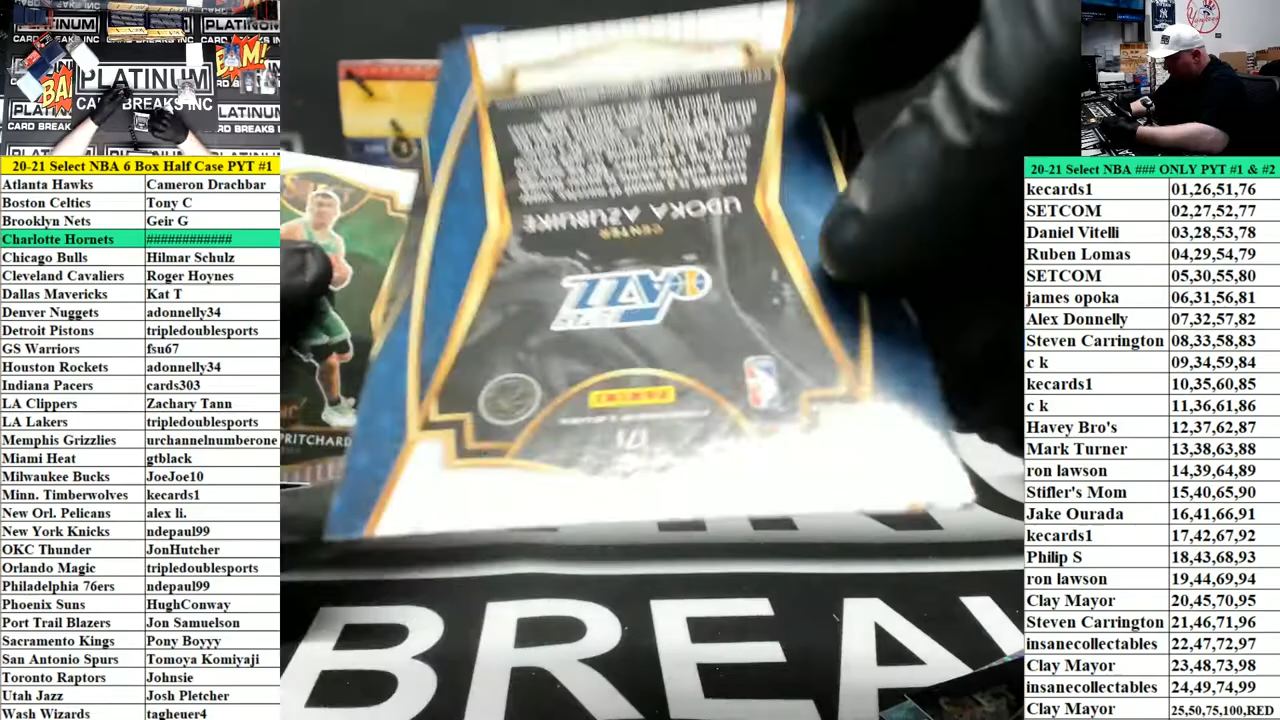 20-21 Select NBA 6 Box Half Case PYT #1
Atlanta Hawks Cameron Drachbar
Boston Celtics Tony C
Brooklyn Nets Geir G
Charlotte Hornets ############
Chicago Bulls Hilmar Schulz
Cleveland Cavaliers Roger Hoynes
Dallas Mavericks Kat T
Denver Nuggets adonnelly34
Detroit Pistons tripledoublesports
GS Warriors fsu67
Houston Rockets adonnelly34
Indiana Pacers cards303
LA Clippers Zachary Tann
LA Lakers tripledoublesports
Memphis Grizzlies urchannelnumberone
Miami Heat gtblack
Milwaukee Bucks JoeJoe10
Minn. Timberwolves kecards1
New Orl. Pelicans alex li.
New York Knicks ndepaul99
OKC Thunder JonHutcher
Orlando Magic tripledoublesports
Philadelphia 76ers ndepaul99
Phoenix Suns HughConway
Port Trail Blazers Jon Samuelson
Sacramento Kings Pony Boyyy
San Antonio Spurs Tomoya Komiyaji
Toronto Raptors Johnsie
Utah Jazz Josh Pletcher
Wash Wizards tagheuer4
PLATINUM
CARD BREAKS INC
BAM!
UDOKA AZUBUIKE
CENTER
JAZZ
PANINI
PRITCHARD
BREA
20-21 Select NBA ### ONLY PYT #1 & #2
kecards1 01,26,51,76
SETCOM 02,27,52,77
Daniel Vitelli 03,28,53,78
Ruben Lomas 04,29,54,79
SETCOM 05,30,55,80
james opoka 06,31,56,81
Alex Donnelly 07,32,57,82
Steven Carrington 08,33,58,83
c k 09,34,59,84
kecards1 10,35,60,85
c k 11,36,61,86
Havey Bro's 12,37,62,87
Mark Turner 13,38,63,88
ron lawson 14,39,64,89
Stifler's Mom 15,40,65,90
Jake Ourada 16,41,66,91
kecards1 17,42,67,92
Philip S 18,43,68,93
ron lawson 19,44,69,94
Clay Mayor 20,45,70,95
Steven Carrington 21,46,71,96
insanecollectables 22,47,72,97
Clay Mayor 23,48,73,98
insanecollectables 24,49,74,99
Clay Mayor 25,50,75,100,RED